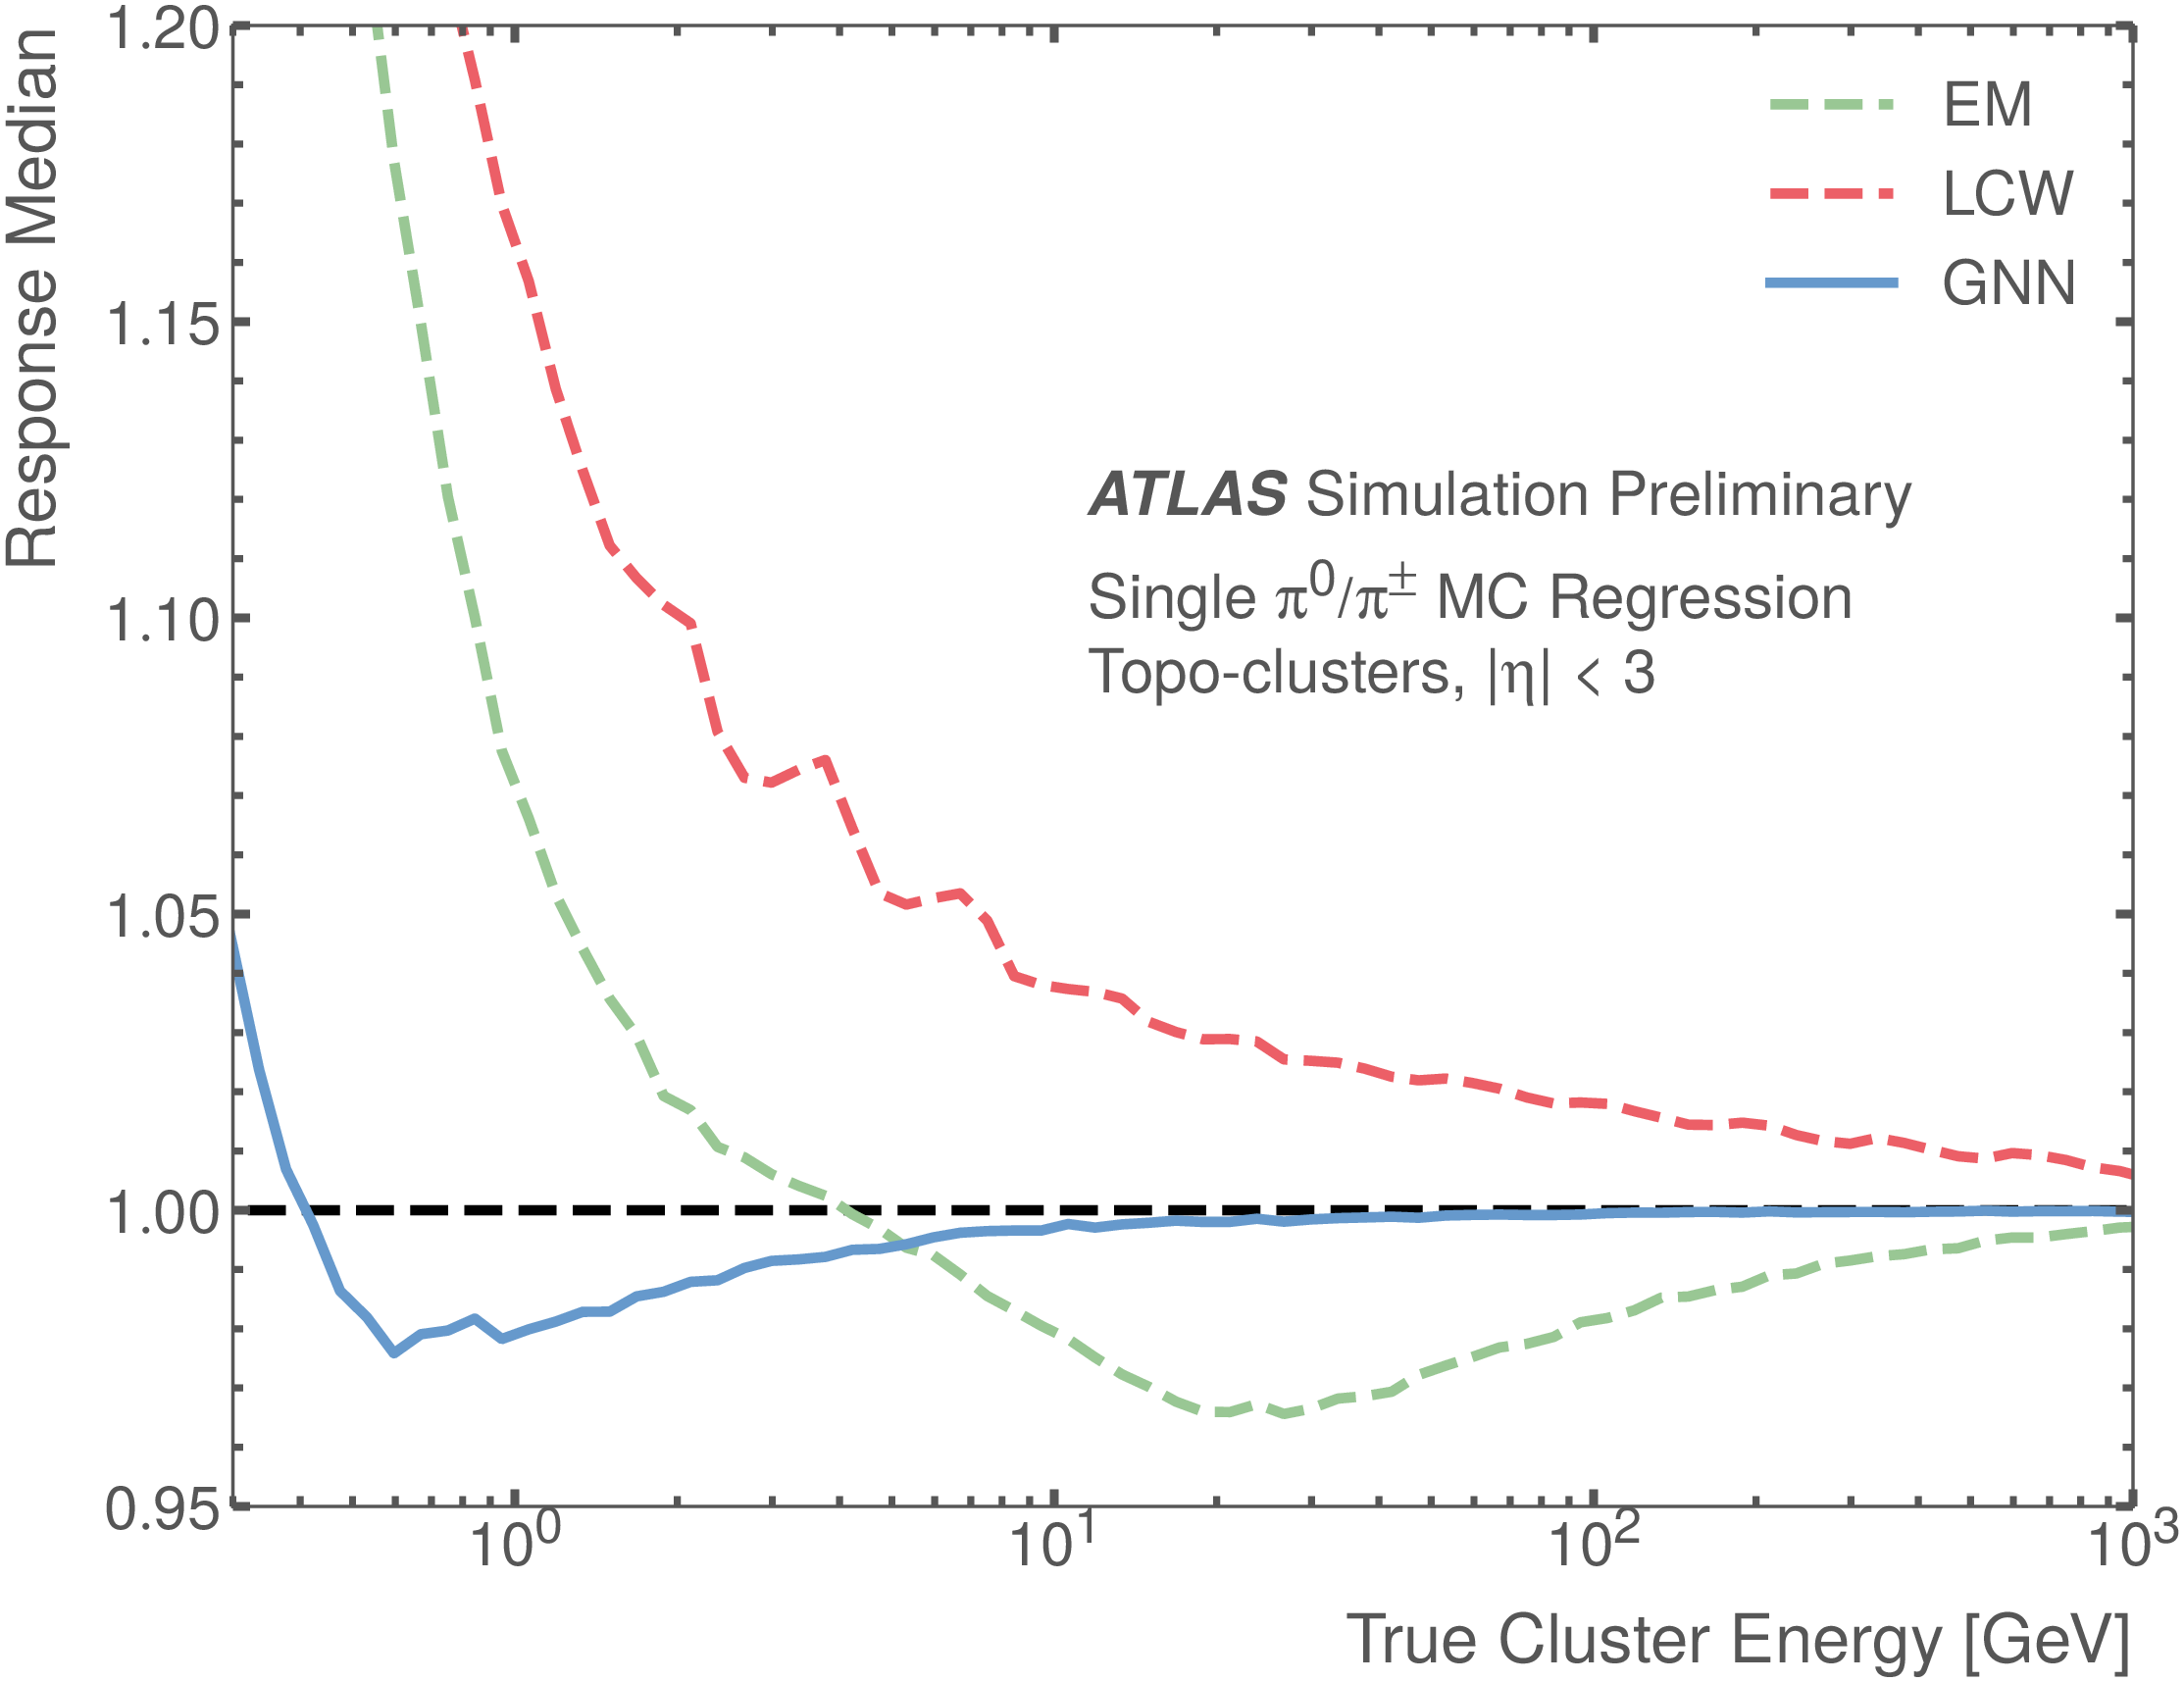 Response Median
1.20
1.15
1.10
1.05
1.00
0.95
EM
LCW
GNN
ATLAS Simulation Preliminary
Single π⁰/π± MC Regression
Topo-clusters, |η| < 3
10⁰
10¹
10²
10³
True Cluster Energy [GeV]